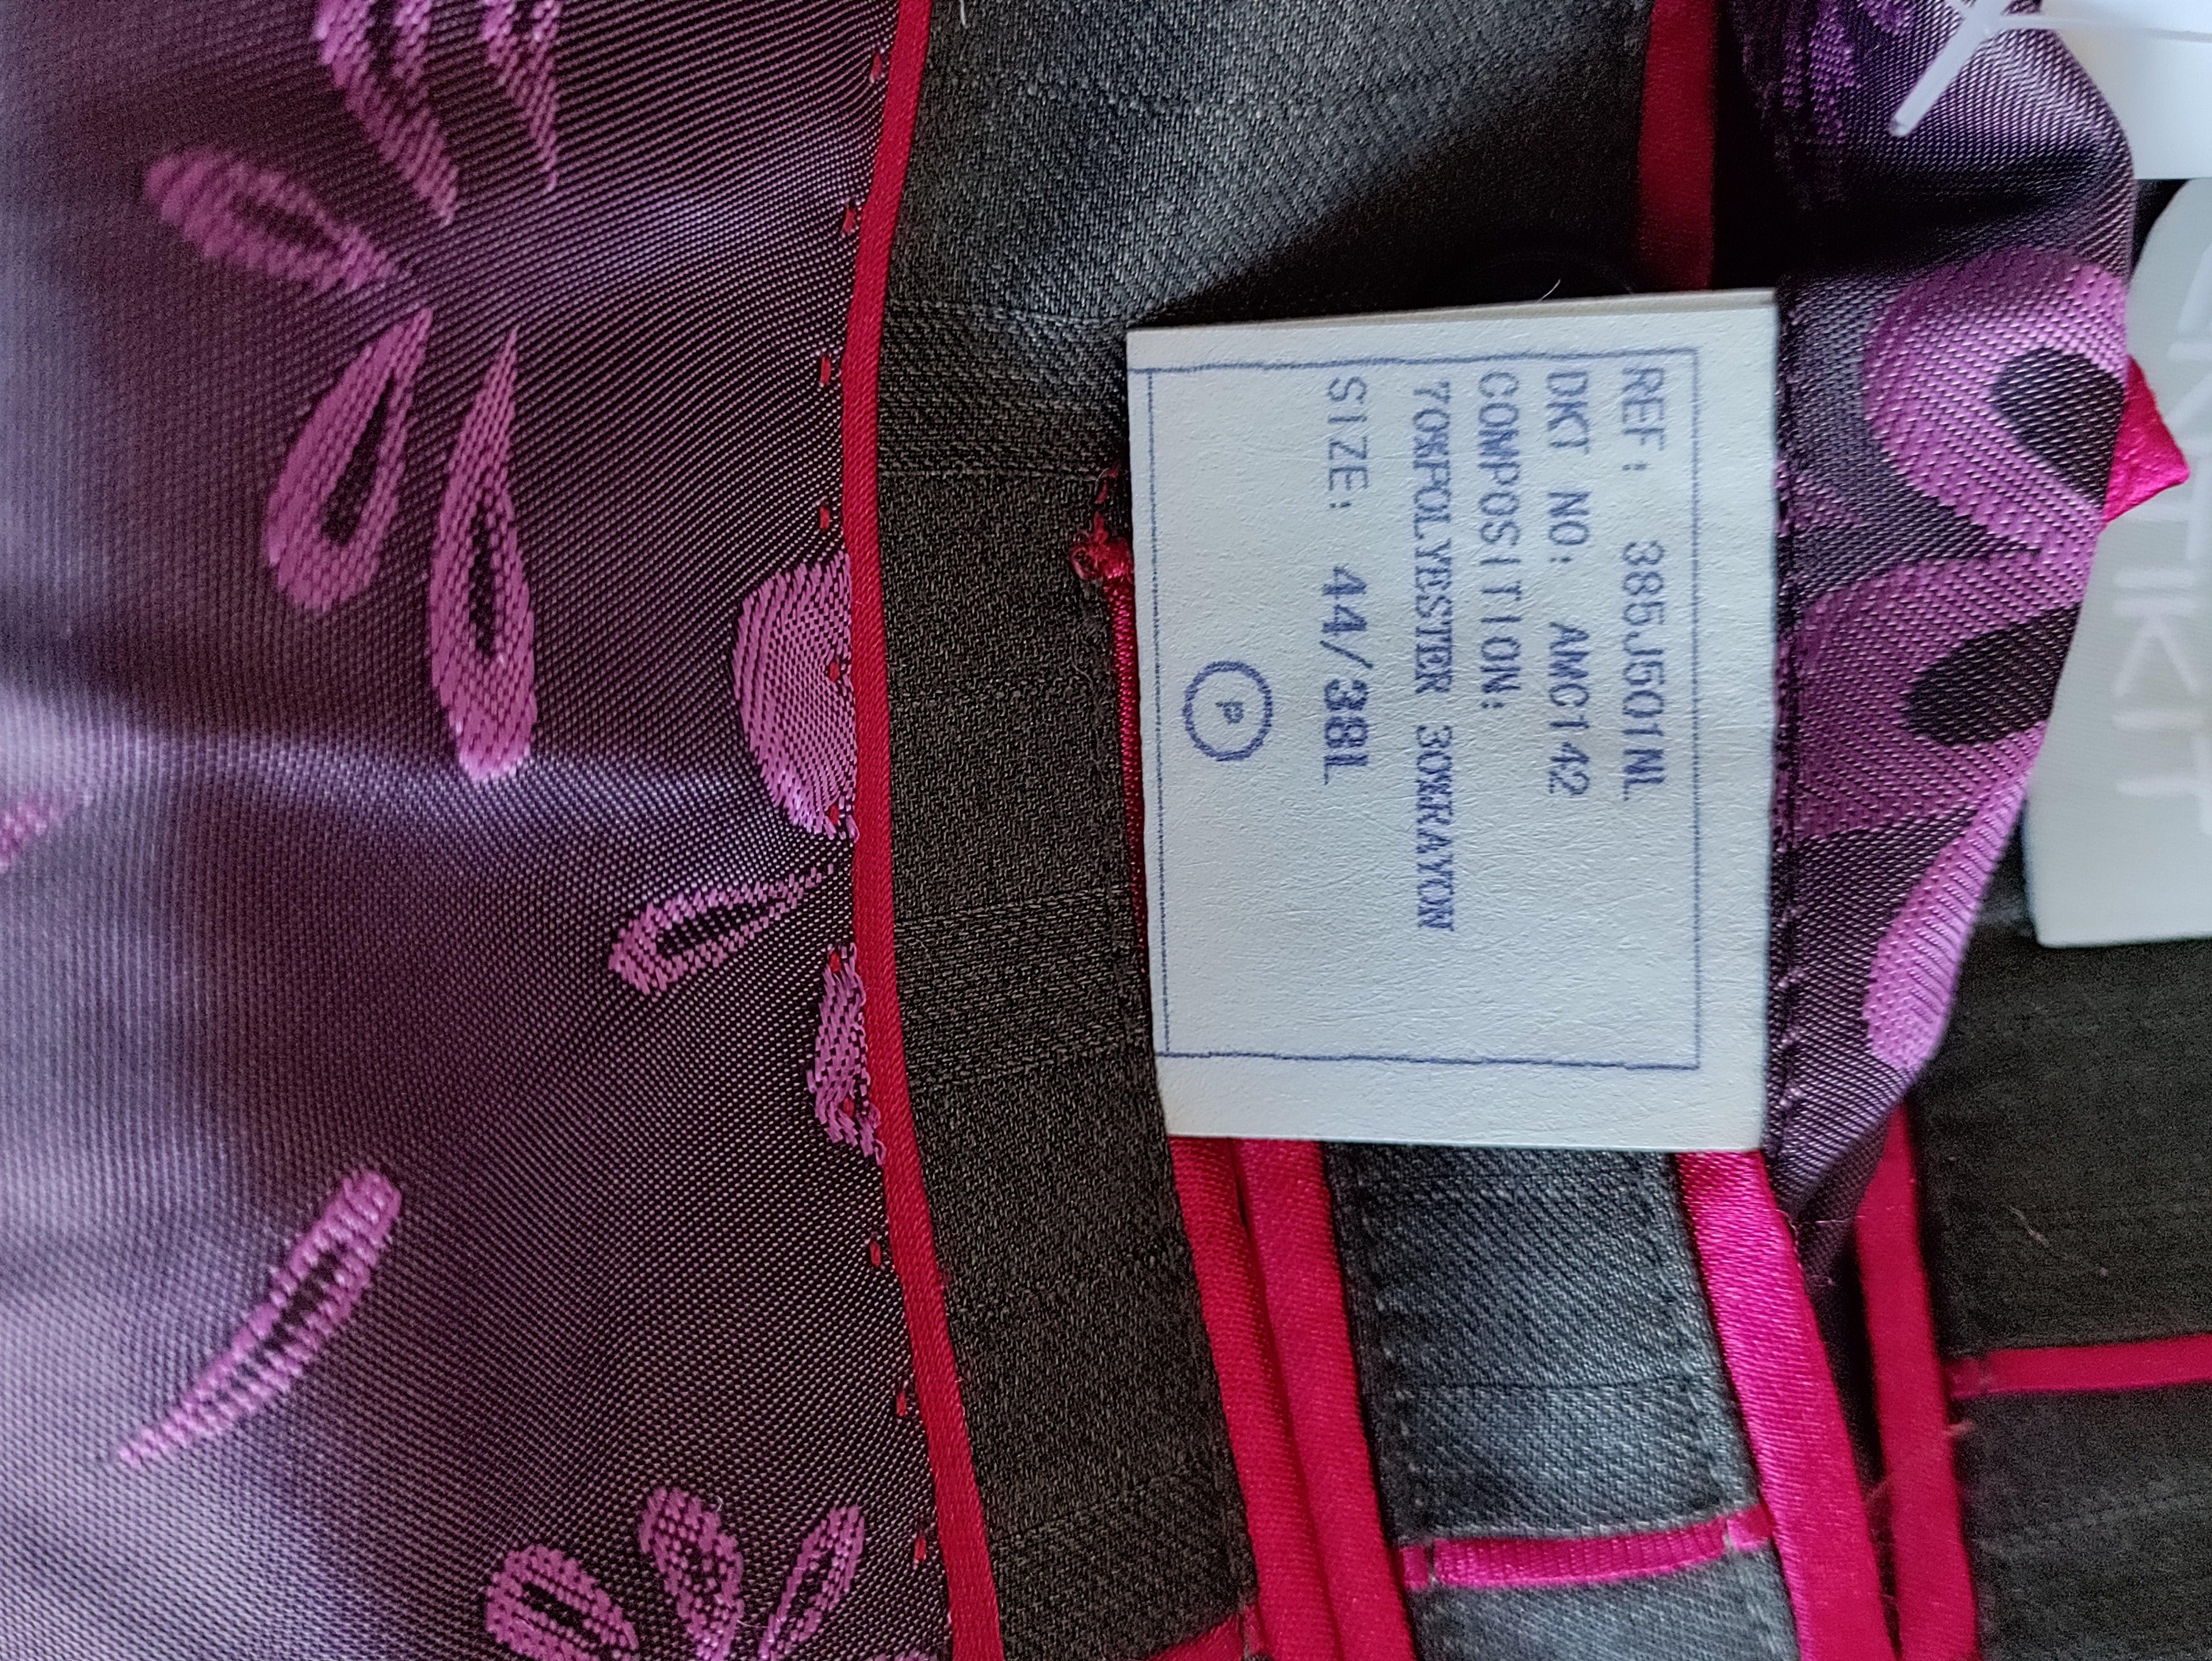 REF: 385J501NL
DKT NO: AMC142
COMPOSITION:
70%POLYESTER 30%RAYON
SIZE: 44/38L
P